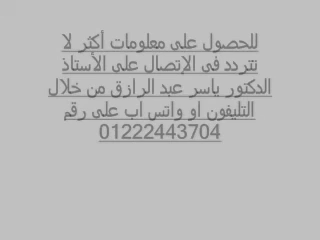 للحصول على معلومات أكثر لا
تتردد فى الإتصال على الأستاذ
الدكتور ياسر عبد الرازق من خلال
التليفون او واتس اب على رقم
01222443704